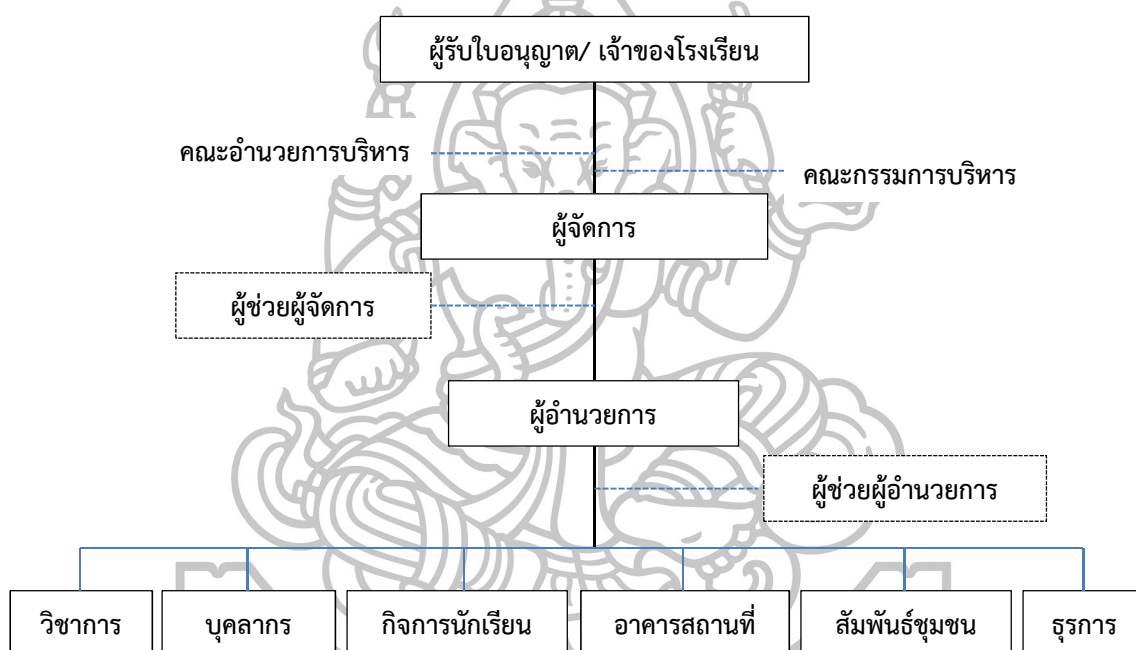 ผู้รับใบอนุญาต/ เจ้าของโรงเรียน
คณะอำนวยการบริหาร
คณะกรรมการบริหาร
ผู้จัดการ
ผู้ช่วยผู้จัดการ
ผู้อำนวยการ
ผู้ช่วยผู้อำนวยการ
วิชาการ
บุคลากร
กิจการนักเรียน
อาคารสถานที่
สัมพันธ์ชุมชน
ธุรการ